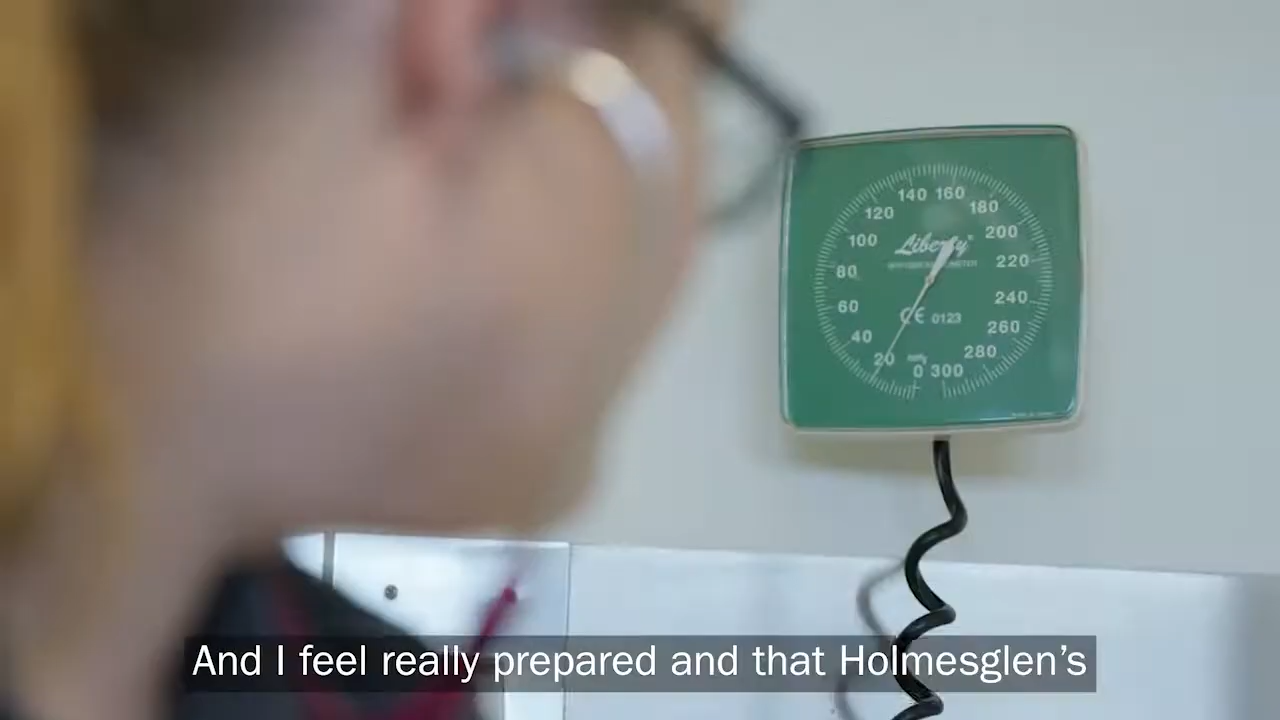 140 160
120 180
100 200
Liberty
80 220
60 240
CE 0123
40 260
20 280
0 300
And I feel really prepared and that Holmesglen’s